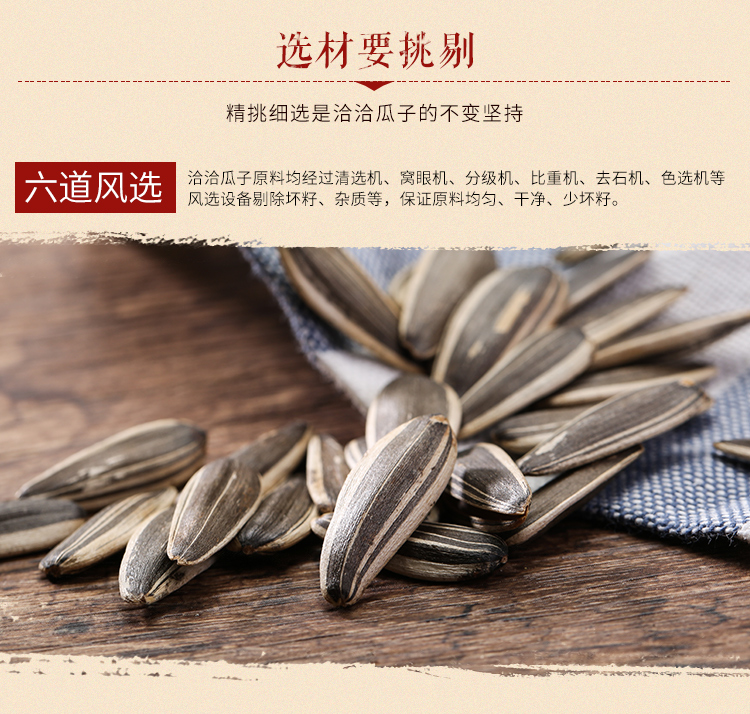 选材要挑剔
精挑细选是洽洽瓜子的不变坚持
六道风选
洽洽瓜子原料均经过清选机、窝眼机、分级机、比重机、去石机、色选机等
风选设备剔除坏籽、杂质等，保证原料均匀、干净、少坏籽。